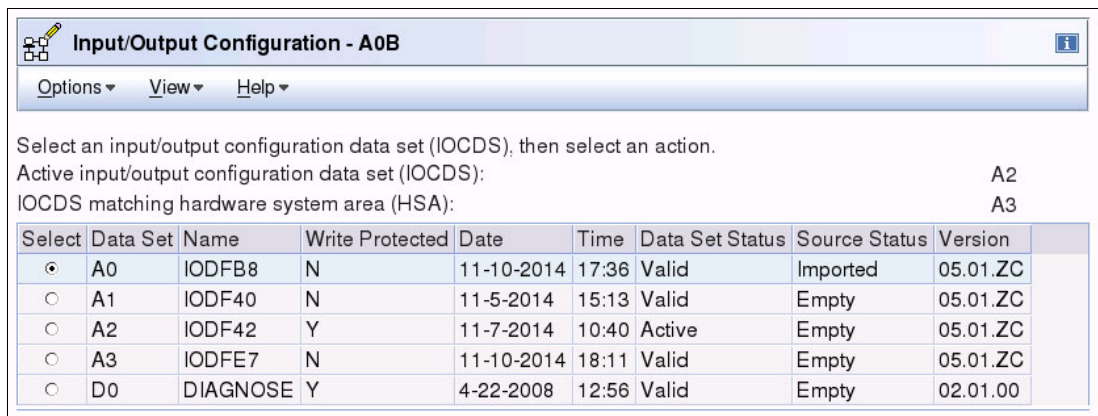 Input/Output Configuration - A0B
i
Options View Help
Select an input/output configuration data set (IOCDS), then select an action.
Active input/output configuration data set (IOCDS): A2
IOCDS matching hardware system area (HSA): A3
Select Data Set Name Write Protected Date Time Data Set Status Source Status Version
A0 IODFB8 N 11-10-2014 17:36 Valid Imported 05.01.ZC
A1 IODF40 N 11-5-2014 15:13 Valid Empty 05.01.ZC
A2 IODF42 Y 11-7-2014 10:40 Active Empty 05.01.ZC
A3 IODFE7 N 11-10-2014 18:11 Valid Empty 05.01.ZC
D0 DIAGNOSE Y 4-22-2008 12:56 Valid Empty 02.01.00